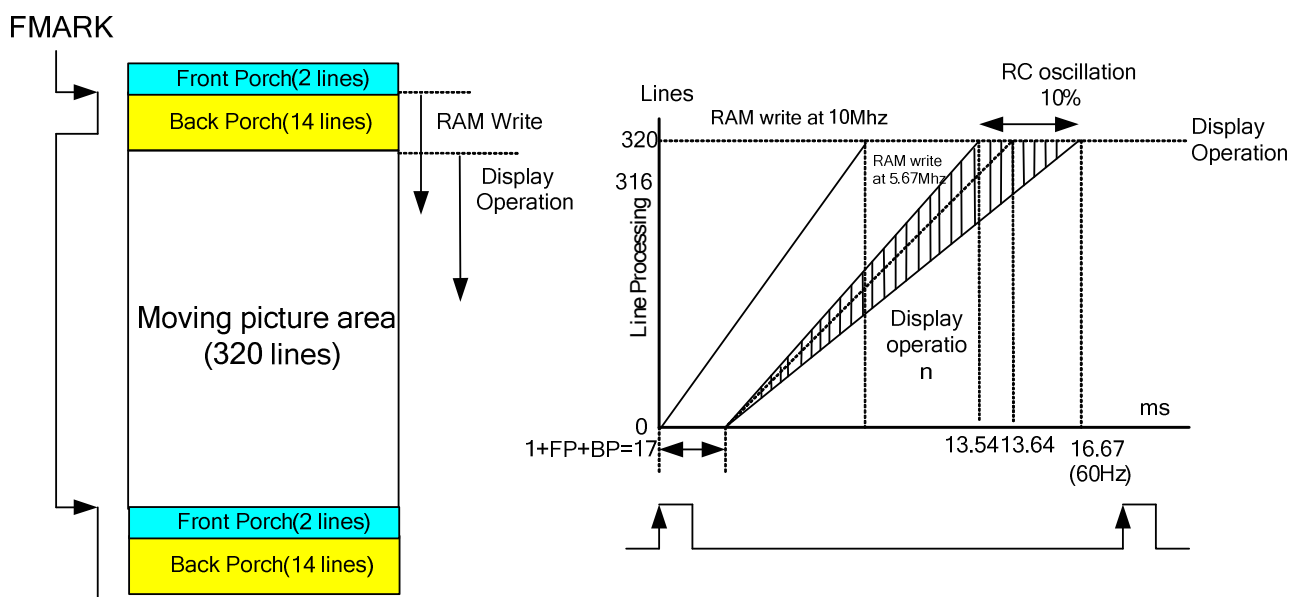 FMARK
Front Porch(2 lines)
Back Porch(14 lines)
RAM Write
Display
Operation
Moving picture area
(320 lines)
Front Porch(2 lines)
Back Porch(14 lines)
RC oscillation
10%
Lines
RAM write at 10Mhz
Display
Operation
320
316
RAM write
at 5.67Mhz
Line Processing
Display
operatio
n
0
ms
1+FP+BP=17
13.54
13.64
16.67
(60Hz)